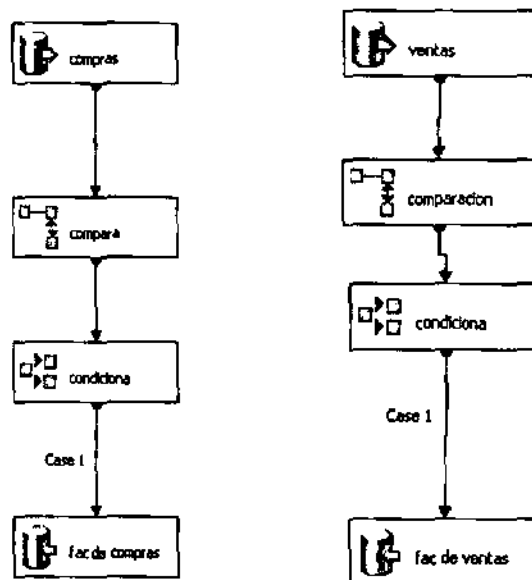 compras
compara
condiciona
Case 1
fac de compras
ventas
comparacion
condiciona
Case 1
fac de ventas